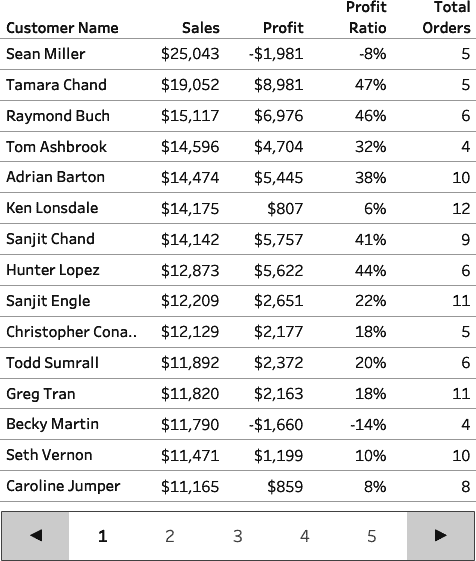 Customer Name Sales Profit Profit Ratio Total Orders
Sean Miller $25,043 -$1,981 -8% 5
Tamara Chand $19,052 $8,981 47% 5
Raymond Buch $15,117 $6,976 46% 6
Tom Ashbrook $14,596 $4,704 32% 4
Adrian Barton $14,474 $5,445 38% 10
Ken Lonsdale $14,175 $807 6% 12
Sanjit Chand $14,142 $5,757 41% 9
Hunter Lopez $12,873 $5,622 44% 6
Sanjit Engle $12,209 $2,651 22% 11
Christopher Cona.. $12,129 $2,177 18% 5
Todd Sumrall $11,892 $2,372 20% 6
Greg Tran $11,820 $2,163 18% 11
Becky Martin $11,790 -$1,660 -14% 4
Seth Vernon $11,471 $1,199 10% 10
Caroline Jumper $11,165 $859 8% 8
1 2 3 4 5